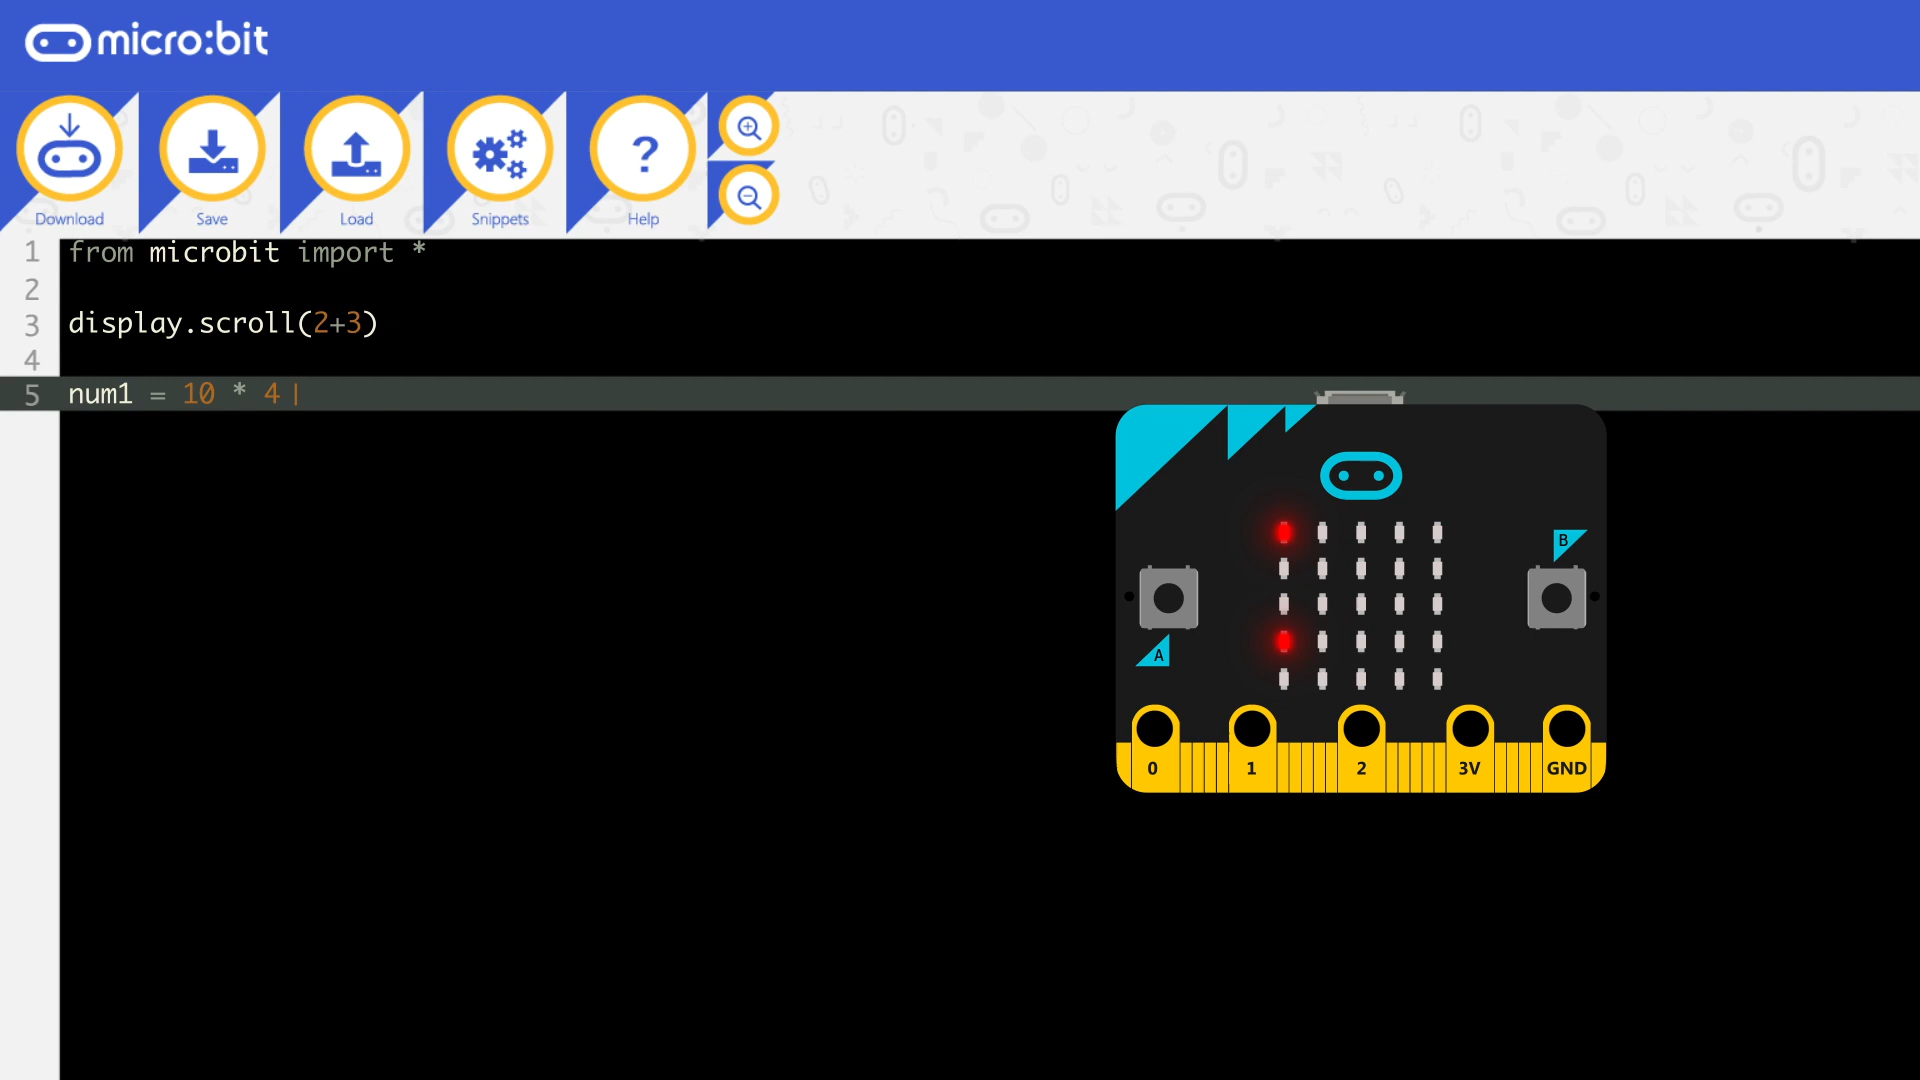 micro:bit
Download Save Load Snippets ? Help
1 from microbit import *
2
3 display.scroll(2+3)
4
5 num1 = 10 * 4
B
A
0 1 2 3V GND